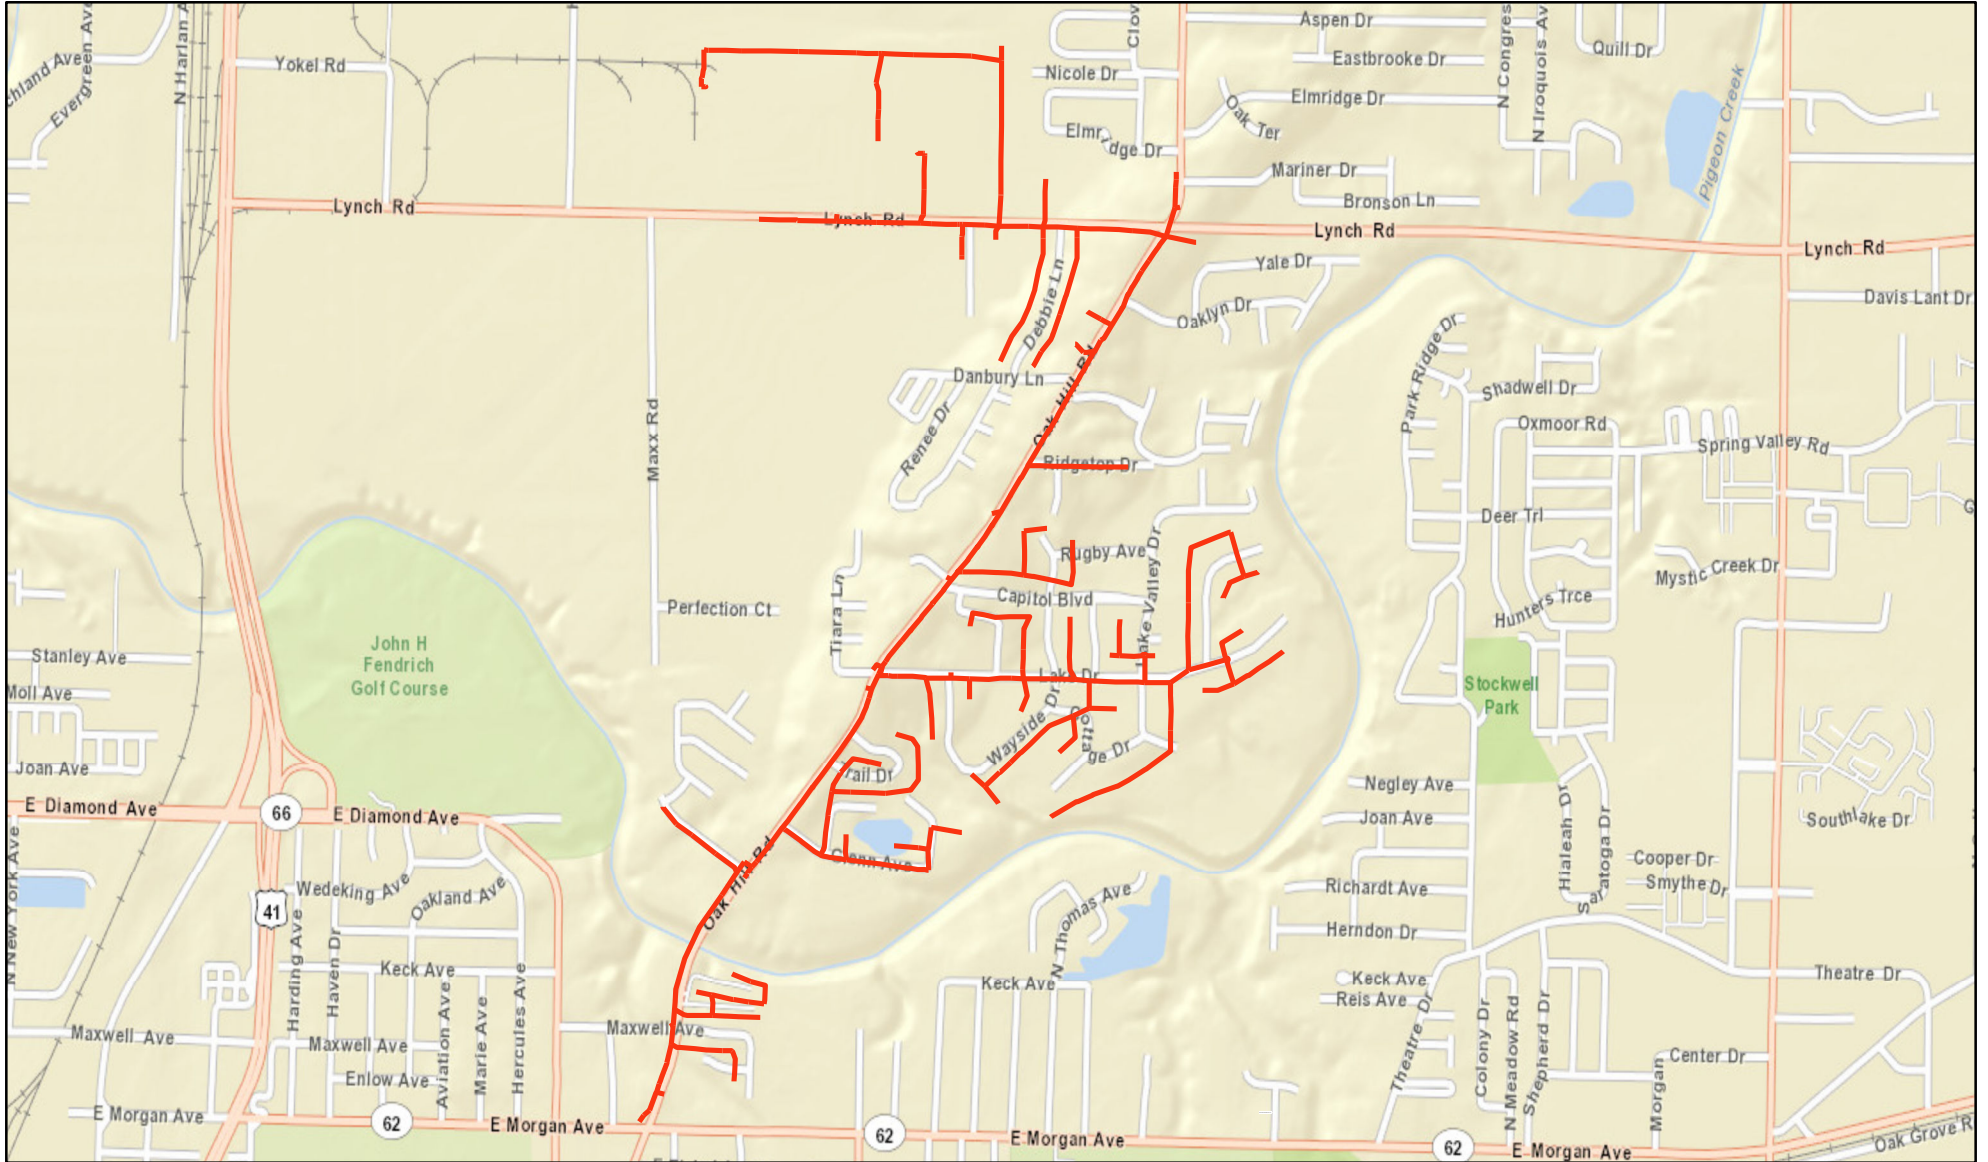 Aspen Dr
Quill Dr
Eastbrooke Dr
Yokel Rd
Nicole Dr
Evergreen Ave
N Harlan A
Clov
N Congres
N Iroquois Av
chland Ave
Elmridge Dr
Oak Ter
Elmridge Dr
Pigeon Creek
Mariner Dr
Bronson Ln
Lynch Rd
Lynch Rd
Lynch Rd
Lynch Rd
Yale Dr
Davis Lant Dr
Oaklyn Dr
Debbie Ln
Park Ridge Dr
Danbury Ln
Oak Hill Rd
Shadwell Dr
Oxmoor Rd
Maxx Rd
Renee Dr
Spring Valley Rd
Ridgetop Dr
Deer Trl
G
Rugby Ave
Lake Valley Dr
Mystic Creek Dr
Capitol Blvd
Perfection Ct
Tiara Ln
Hunters Trce
John H
Fendrich
Golf Course
Stanley Ave
Moll Ave
Lake Dr
Stockwell
Park
Wayside Dr
Cottage Dr
Joan Ave
Trail Dr
Negley Ave
E Diamond Ave
66
E Diamond Ave
Joan Ave
Hialeah Dr
Saratoga Dr
Southlake Dr
Glenn Ave
Cooper Dr
Smythe Dr
Richardt Ave
Wedeking Ave
Oakland Ave
Oak Hill Rd
N Thomas Ave
41
N New York Ave
Harding Ave
Haven Dr
Herndon Dr
Keck Ave
Keck Ave
Keck Ave
Reis Ave
Theatre Dr
Maxwell Ave
Maxwell Ave
Maxwell Ave
Aviation Ave
Marie Ave
Hercules Ave
Theatre Dr
Colony Dr
N Meadow Rd
Shepherd Dr
Center Dr
Morgan
Enlow Ave
E Morgan Ave
62
E Morgan Ave
62
E Morgan Ave
62
E Morgan Ave
Oak Grove R